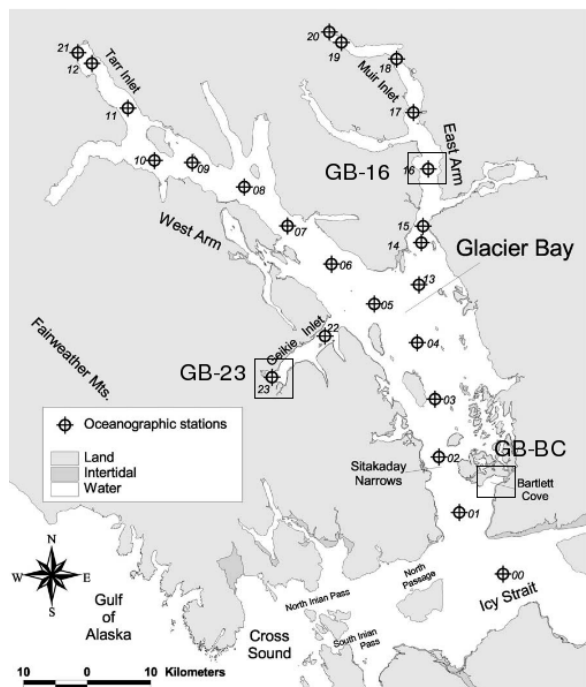 20
19
21
12
Tarr Inlet
18
Muir Inlet
11
17
East Arm
10
09
GB-16
16
08
West Arm
07
15
14
Glacier Bay
06
13
05
22
Geikie Inlet
04
Fairweather Mts.
GB-23
23
03
Oceanographic stations
GB-BC
02
Land
Intertidal
Water
Sitakaday
Narrows
Bartlett
Cove
01
N
W
E
S
00
North
Passage
North Inian Pass
Icy Strait
Gulf
of
Alaska
Cross
Sound
South Inian
Pass
10 0 10 Kilometers